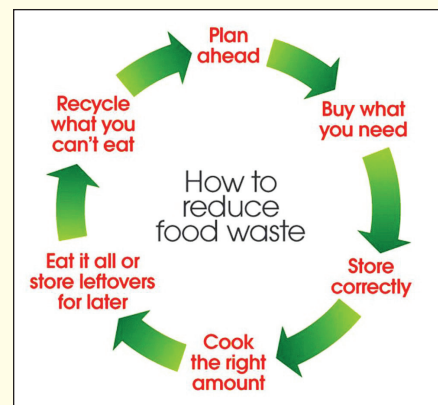 Plan
ahead
Buy what
you need
Store
correctly
Cook
the right
amount
Eat it all or
store leftovers
for later
Recycle
what you
can't eat
How to
reduce
food waste